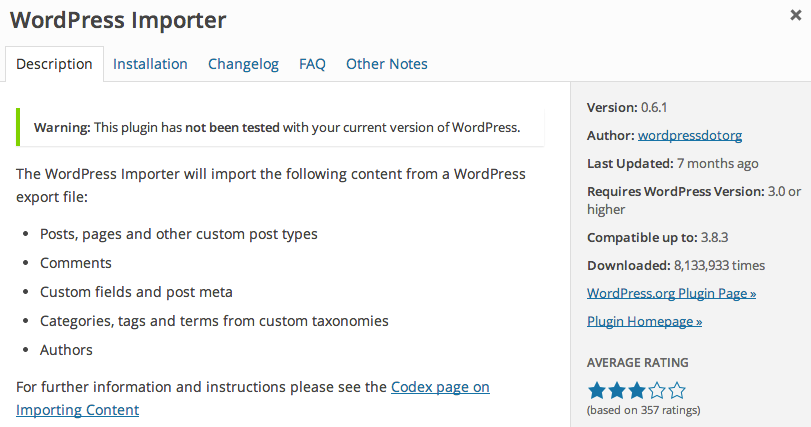 WordPress Importer
Description Installation Changelog FAQ Other Notes
Warning: This plugin has not been tested with your current version of WordPress.
The WordPress Importer will import the following content from a WordPress
export file:
• Posts, pages and other custom post types
• Comments
• Custom fields and post meta
• Categories, tags and terms from custom taxonomies
• Authors
For further information and instructions please see the Codex page on
Importing Content
Version: 0.6.1
Author: wordpressdotorg
Last Updated: 7 months ago
Requires WordPress Version: 3.0 or
higher
Compatible up to: 3.8.3
Downloaded: 8,133,933 times
WordPress.org Plugin Page »
Plugin Homepage »
AVERAGE RATING
(based on 357 ratings)